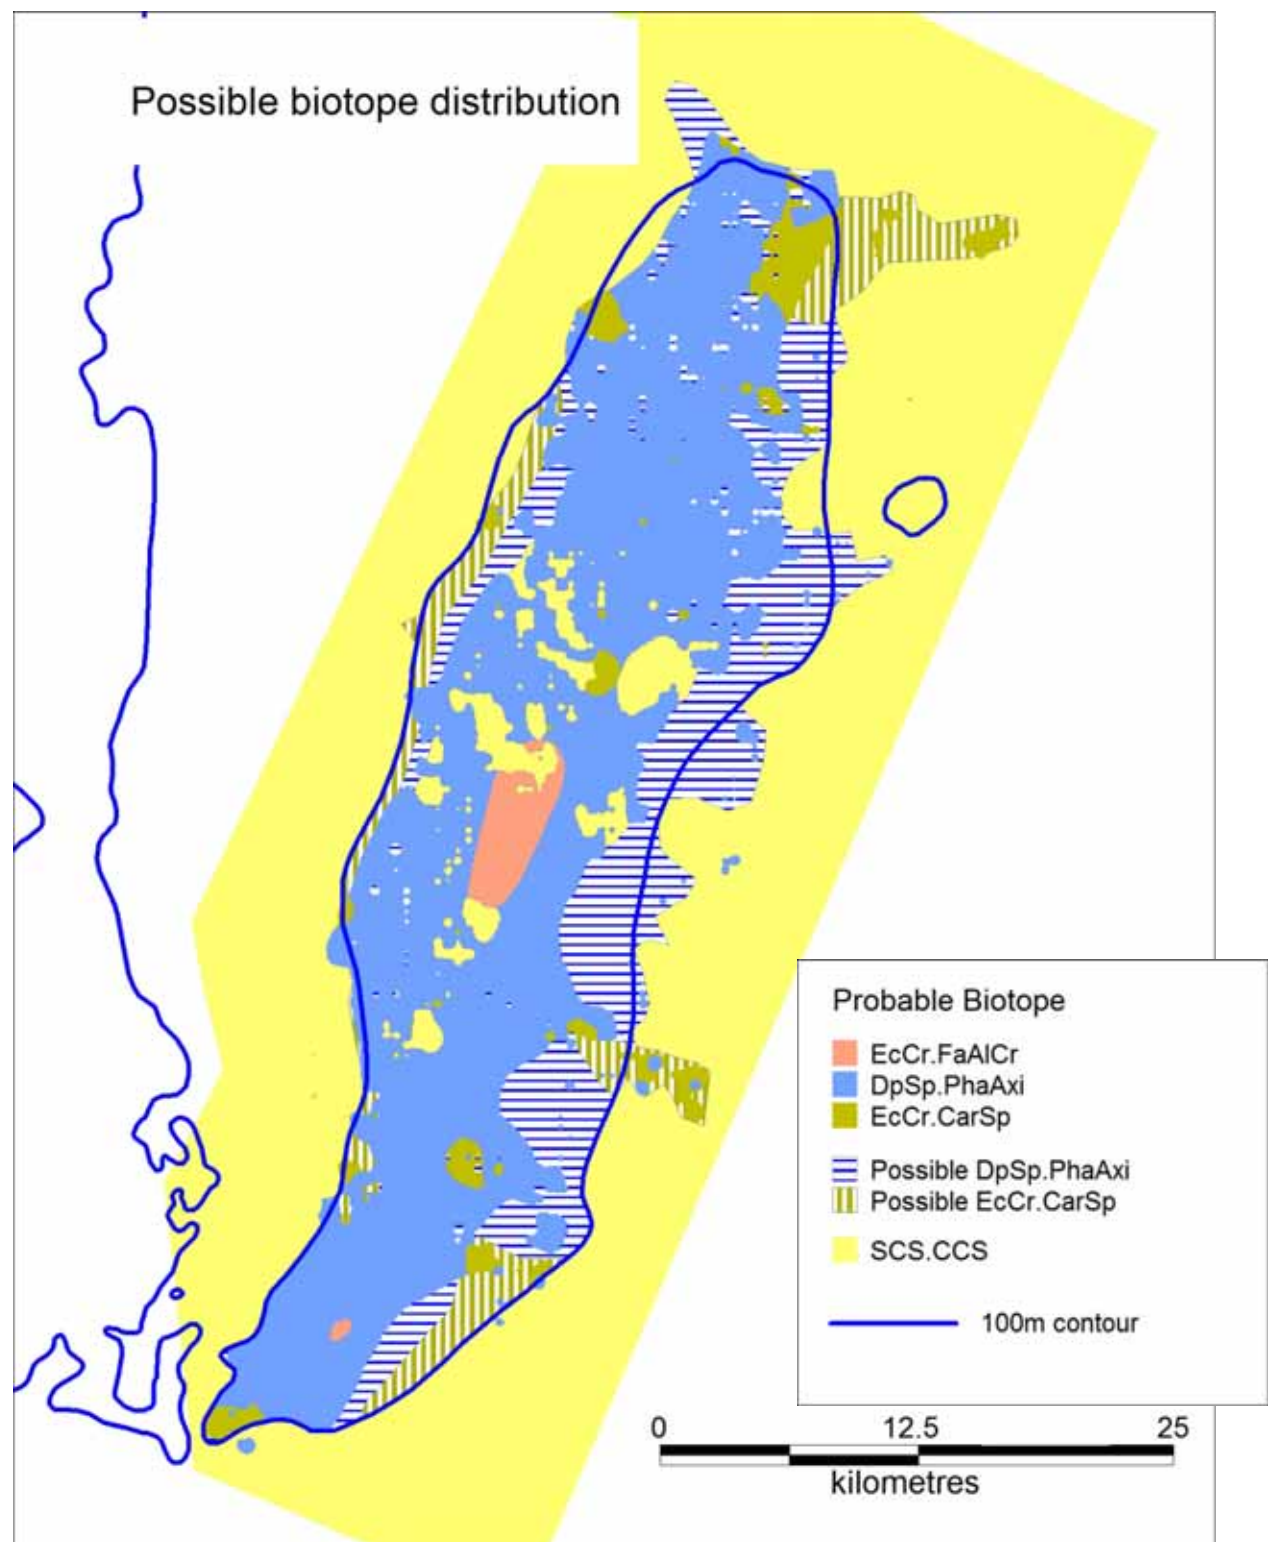 Possible biotope distribution
Probable Biotope
EcCr.FaAlCr
DpSp.PhaAxi
EcCr.CarSp
Possible DpSp.PhaAxi
Possible EcCr.CarSp
SCS.CCS
100m contour
0 12.5 25
kilometres